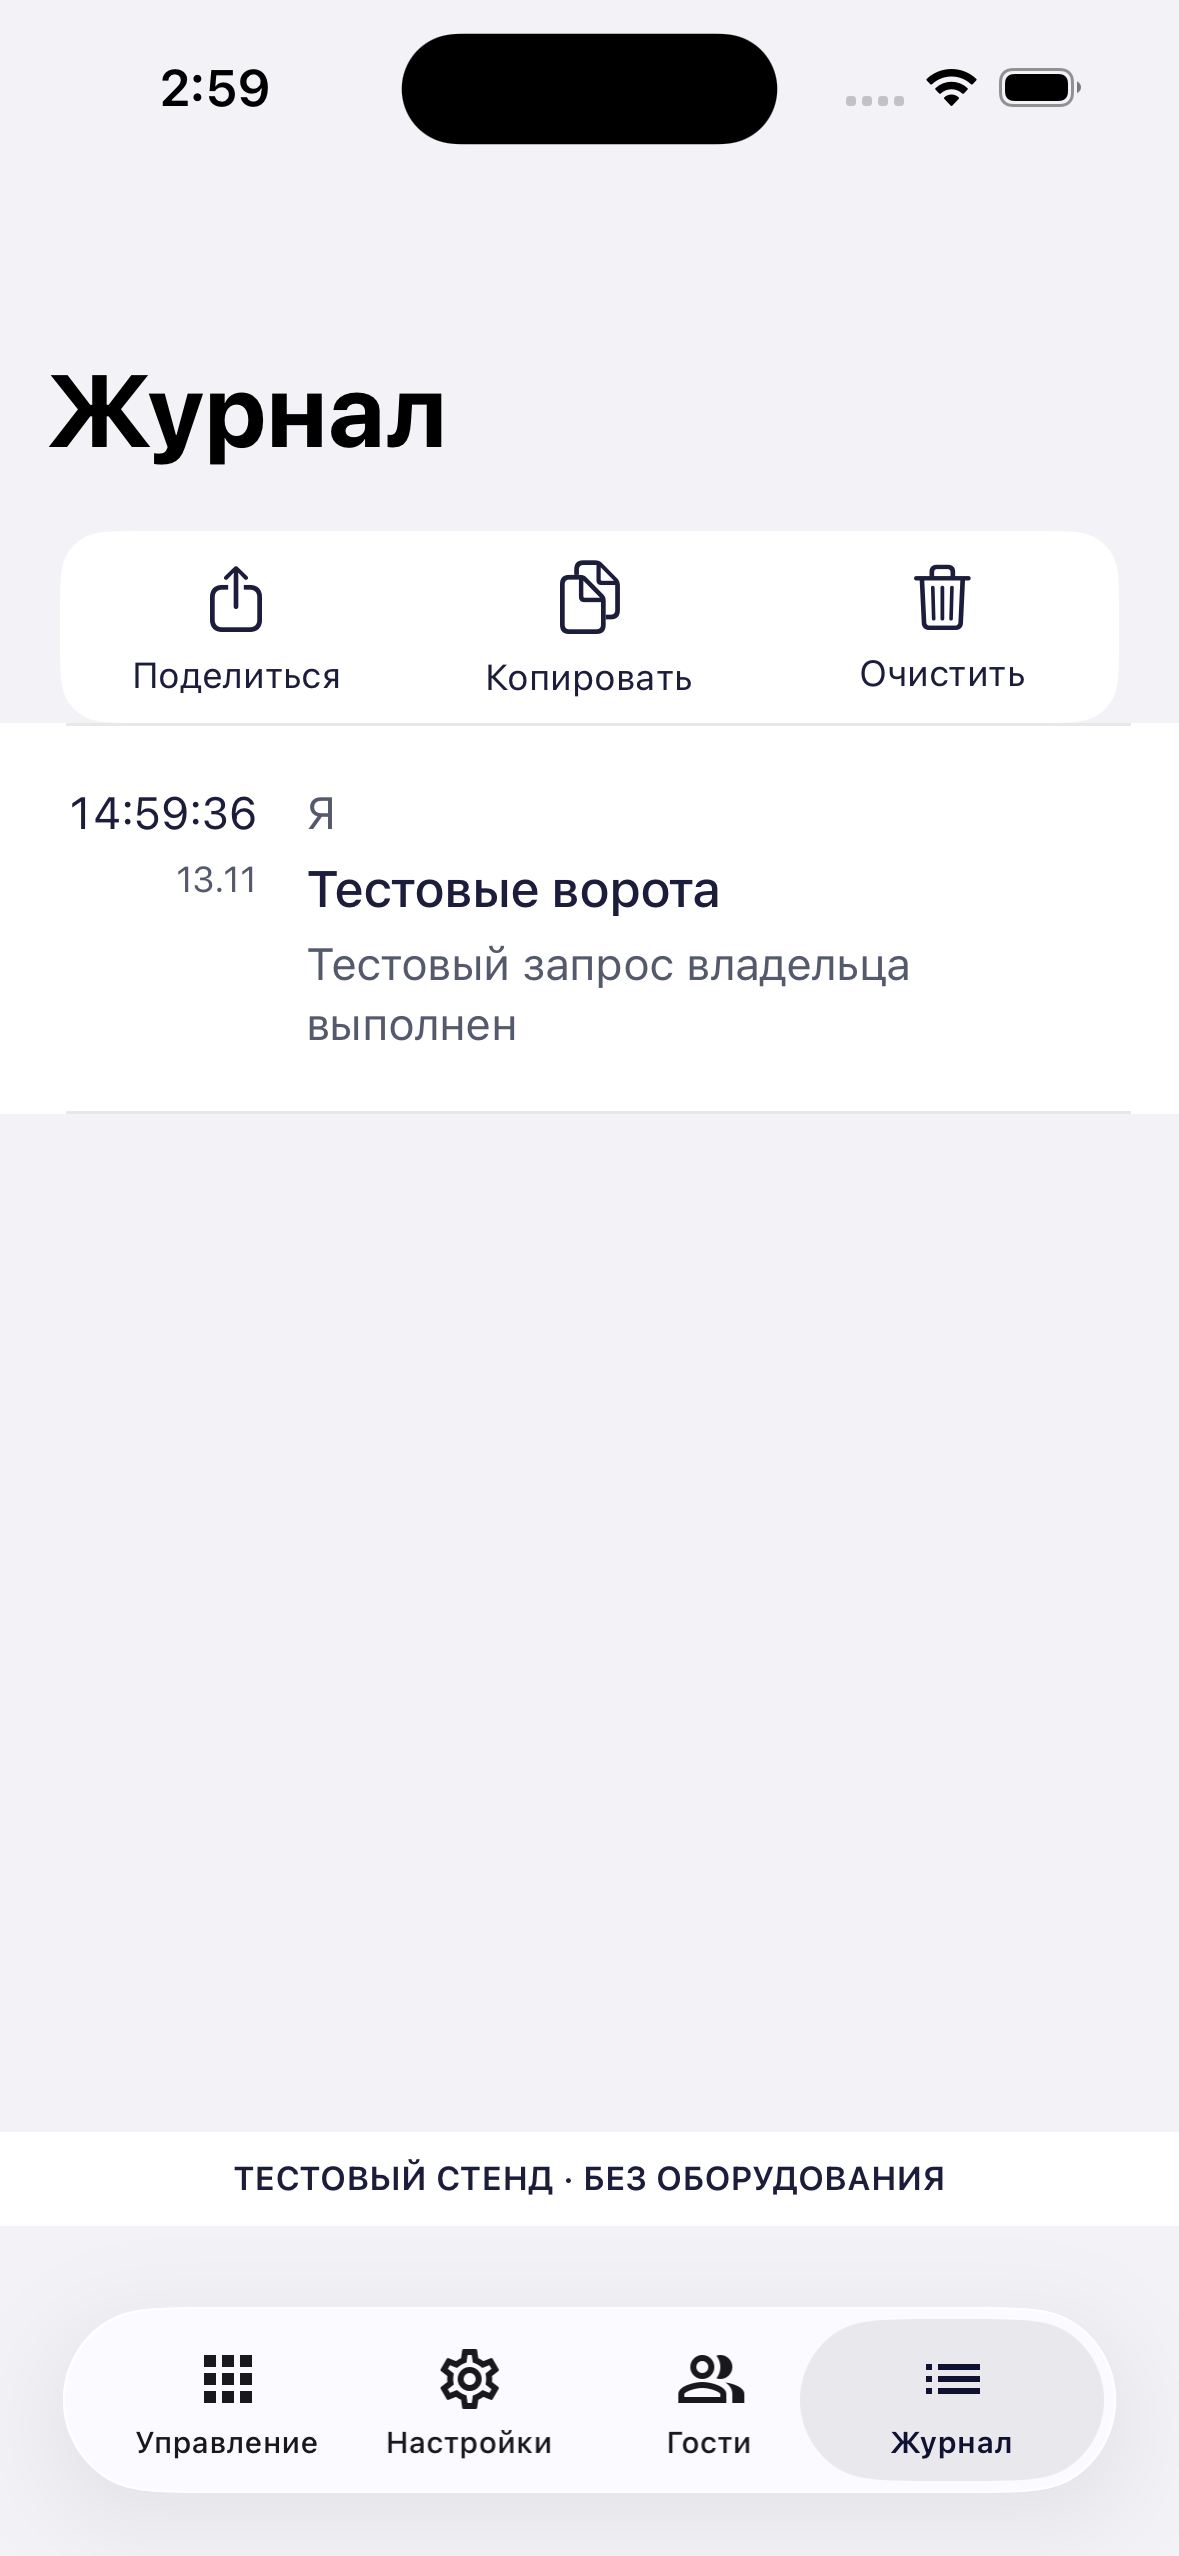 2:59
Журнал
Поделиться
Копировать
Очистить
14:59:36
Я
13.11
Тестовые ворота
Тестовый запрос владельца
выполнен
ТЕСТОВЫЙ СТЕНД · БЕЗ ОБОРУДОВАНИЯ
Управление
Настройки
Гости
Журнал